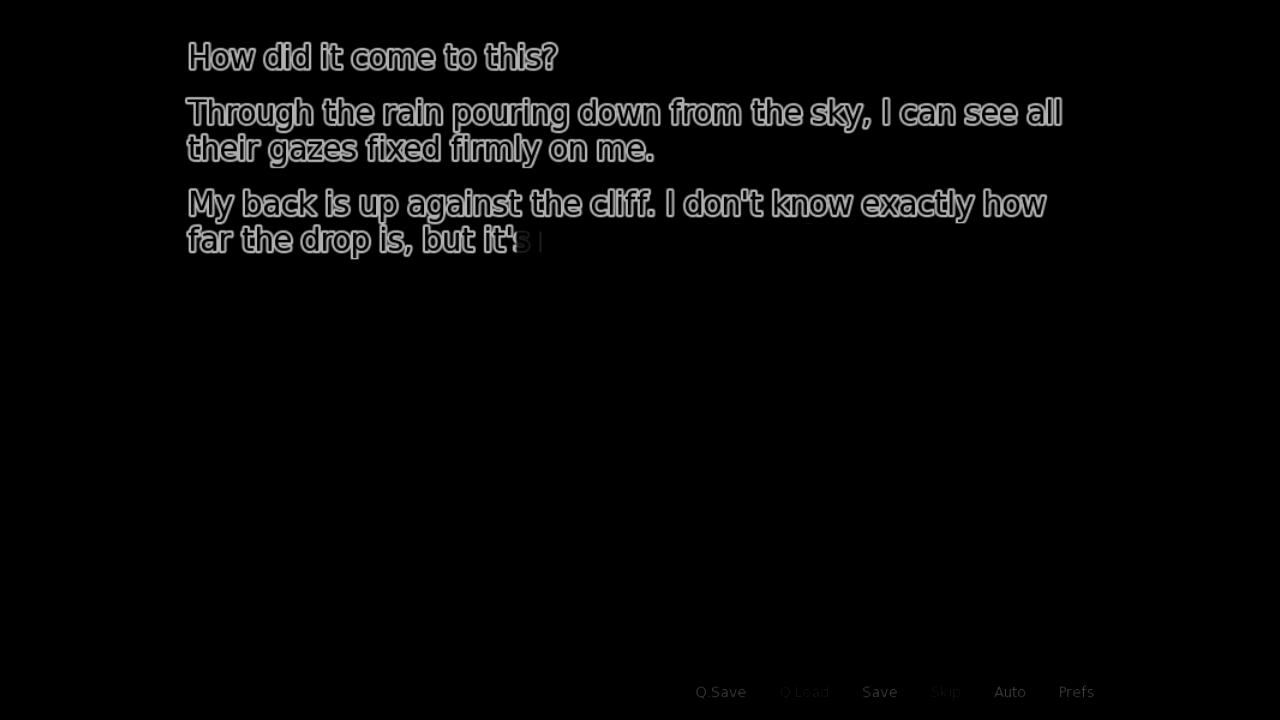 How did it come to this?
Through the rain pouring down from the sky, I can see all
their gazes fixed firmly on me.
My back is up against the cliff. I don't know exactly how
far the drop is, but it's
Q.Save Q.Load Save Skip Auto Prefs